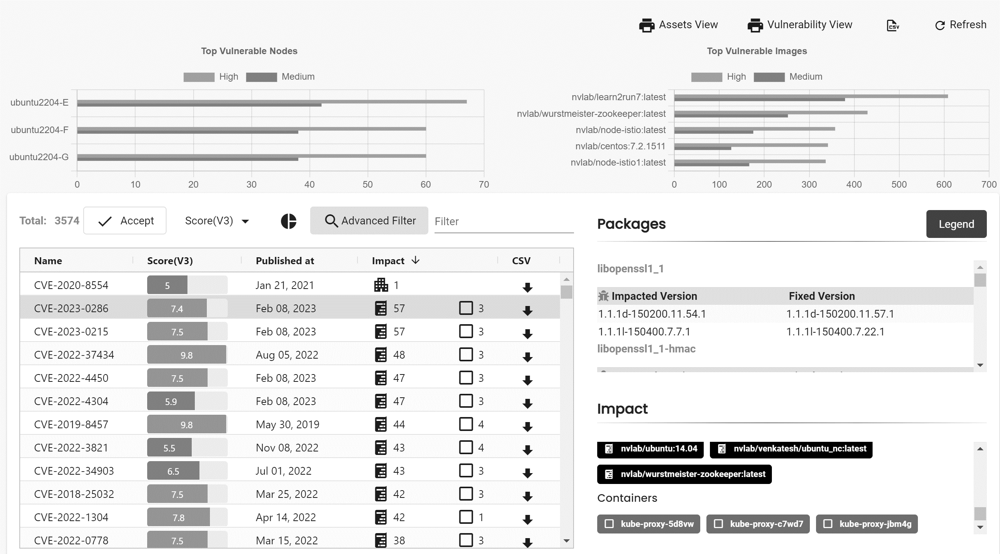 Assets View Vulnerability View CSV Refresh
Top Vulnerable Nodes
High Medium
ubuntu2204-E
ubuntu2204-F
ubuntu2204-G
0 10 20 30 40 50 60 70
Top Vulnerable Images
High Medium
nvlab/learn2run7:latest
nvlab/wurstmeister-zookeeper:latest
nvlab/node-istio:latest
nvlab/centos:7.2.1511
nvlab/node-istio1:latest
0 100 200 300 400 500 600 700
Total: 3574 Accept Score(V3) Advanced Filter Filter
Name Score(V3) Published at Impact CSV
CVE-2020-8554 5 Jan 21, 2021 1
CVE-2023-0286 7.4 Feb 08, 2023 57 3
CVE-2023-0215 7.5 Feb 08, 2023 57 3
CVE-2022-37434 9.8 Aug 05, 2022 48 3
CVE-2022-4450 7.5 Feb 08, 2023 47 3
CVE-2022-4304 5.9 Feb 08, 2023 47 3
CVE-2019-8457 9.8 May 30, 2019 44 4
CVE-2022-3821 5.5 Nov 08, 2022 43 4
CVE-2022-34903 6.5 Jul 01, 2022 43 3
CVE-2018-25032 7.5 Mar 25, 2022 42 3
CVE-2022-1304 7.8 Apr 14, 2022 42 1
CVE-2022-0778 7.5 Mar 15, 2022 38 3
Packages Legend
libopenssl1_1
Impacted Version Fixed Version
1.1.1d-150200.11.54.1 1.1.1d-150200.11.57.1
1.1.1l-150400.7.7.1 1.1.1l-150400.7.22.1
libopenssl1_1-hmac
Impact
nvlab/ubuntu:14.04 nvlab/venkatesh/ubuntu_nc:latest
nvlab/wurstmeister-zookeeper:latest
Containers
kube-proxy-5d8vw kube-proxy-c7wd7 kube-proxy-jbm4g